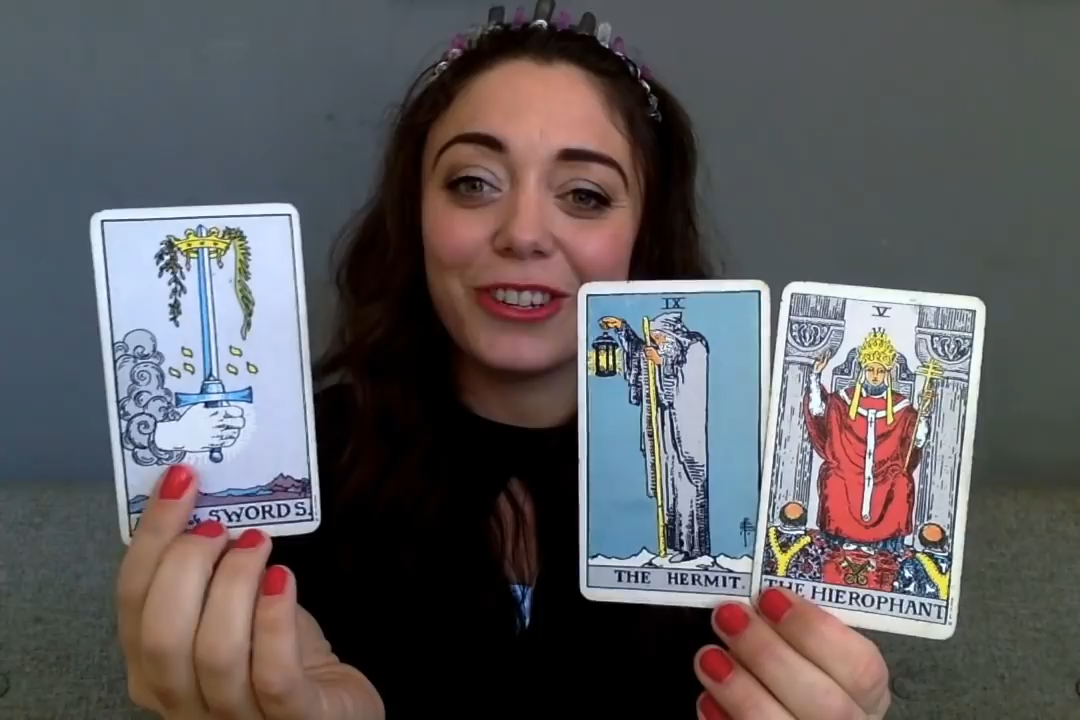 SWORDS.
IX
THE HERMIT.
V
THE HIEROPHANT